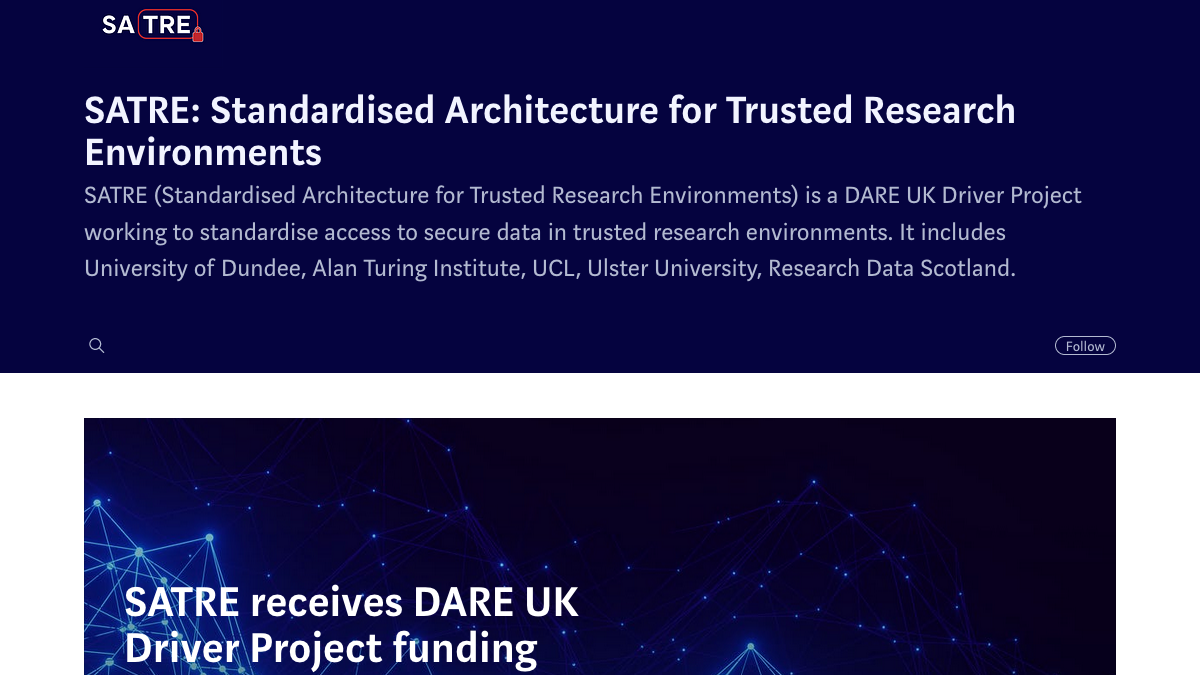 SATRE
SATRE: Standardised Architecture for Trusted Research
Environments
SATRE (Standardised Architecture for Trusted Research Environments) is a DARE UK Driver Project
working to standardise access to secure data in trusted research environments. It includes
University of Dundee, Alan Turing Institute, UCL, Ulster University, Research Data Scotland.
Follow
SATRE receives DARE UK
Driver Project funding